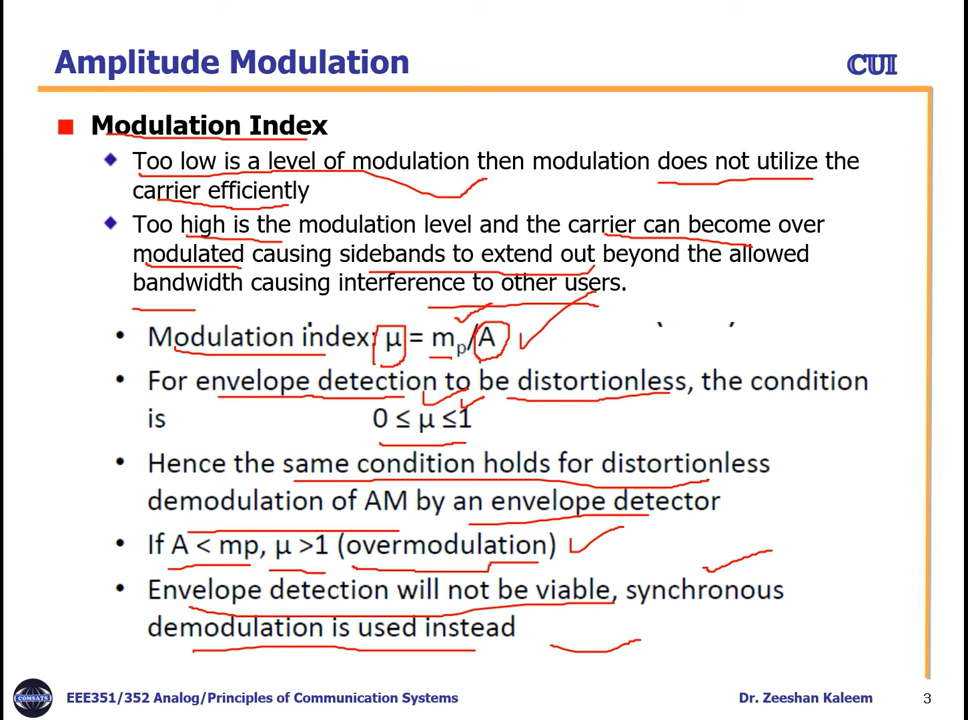 Amplitude Modulation
CUI
Modulation Index
Too low is a level of modulation then modulation does not utilize the
carrier efficiently
Too high is the modulation level and the carrier can become over
modulated causing sidebands to extend out beyond the allowed
bandwidth causing interference to other users.
• Modulation index: μ = mp/A
• For envelope detection to be distortionless, the condition
is 0 ≤ μ ≤1
• Hence the same condition holds for distortionless
demodulation of AM by an envelope detector
• If A < mp, μ >1 (overmodulation)
• Envelope detection will not be viable, synchronous
demodulation is used instead
COMSATS
EEE351/352 Analog/Principles of Communication Systems
Dr. Zeeshan Kaleem
3